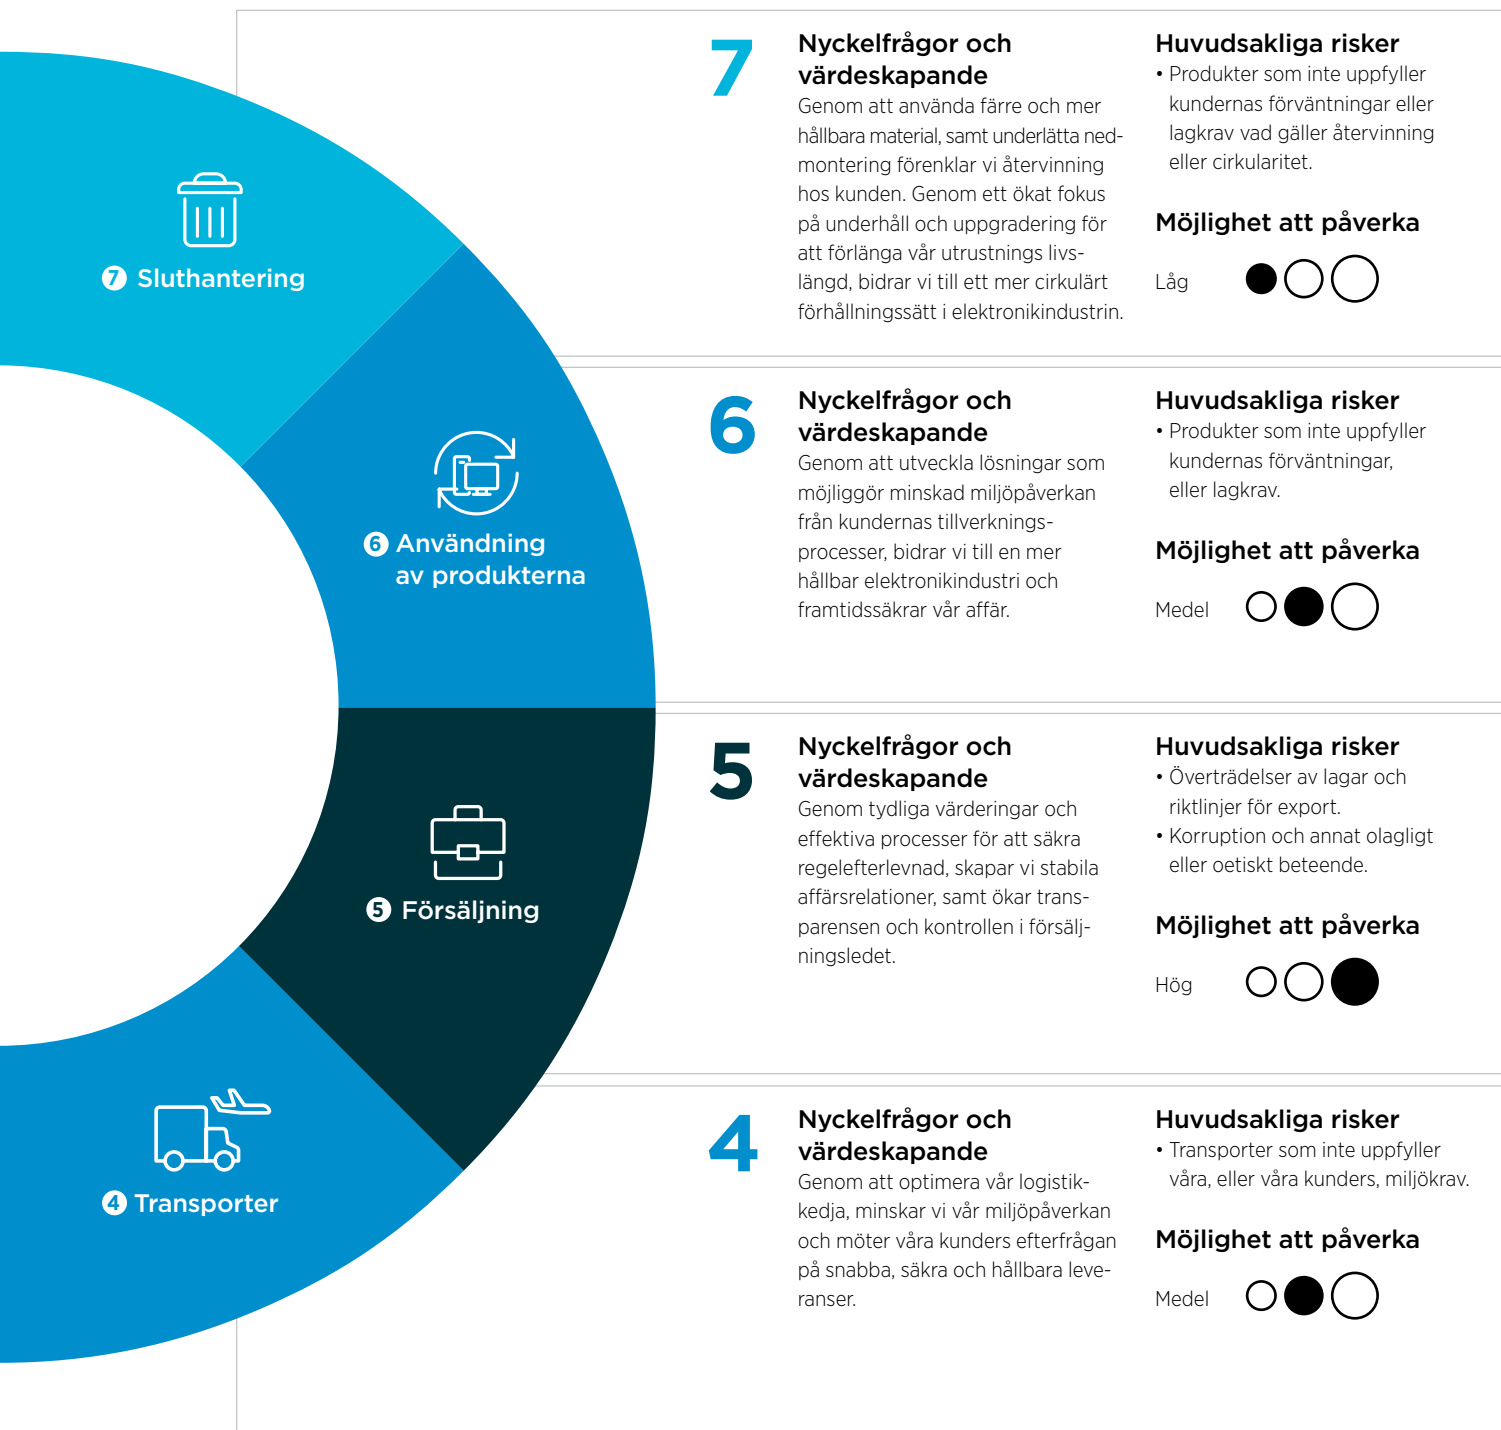 7 Sluthantering
6 Användning
av produkterna
5 Försäljning
4 Transporter
7
Nyckelfrågor och
värdeskapande
Genom att använda färre och mer
hållbara material, samt underlätta ned-
montering förenklar vi återvinning
hos kunden. Genom ett ökat fokus
på underhåll och uppgradering för
att förlänga vår utrustnings livs-
längd, bidrar vi till ett mer cirkulärt
förhållningssätt i elektronikindustrin.
Huvudsakliga risker
• Produkter som inte uppfyller
kundernas förväntningar eller
lagkrav vad gäller återvinning
eller cirkularitet.
Möjlighet att påverka
Låg
6
Nyckelfrågor och
värdeskapande
Genom att utveckla lösningar som
möjliggör minskad miljöpåverkan
från kundernas tillverknings-
processer, bidrar vi till en mer
hållbar elektronikindustri och
framtidssäkrar vår affär.
Huvudsakliga risker
• Produkter som inte uppfyller
kundernas förväntningar,
eller lagkrav.
Möjlighet att påverka
Medel
5
Nyckelfrågor och
värdeskapande
Genom tydliga värderingar och
effektiva processer för att säkra
regelefterlevnad, skapar vi stabila
affärsrelationer, samt ökar trans-
parensen och kontrollen i försälj-
ningsledet.
Huvudsakliga risker
• Överträdelser av lagar och
riktlinjer för export.
• Korruption och annat olagligt
eller oetiskt beteende.
Möjlighet att påverka
Hög
4
Nyckelfrågor och
värdeskapande
Genom att optimera vår logistik-
kedja, minskar vi vår miljöpåverkan
och möter våra kunders efterfrågan
på snabba, säkra och hållbara leve-
ranser.
Huvudsakliga risker
• Transporter som inte uppfyller
våra, eller våra kunders, miljökrav.
Möjlighet att påverka
Medel